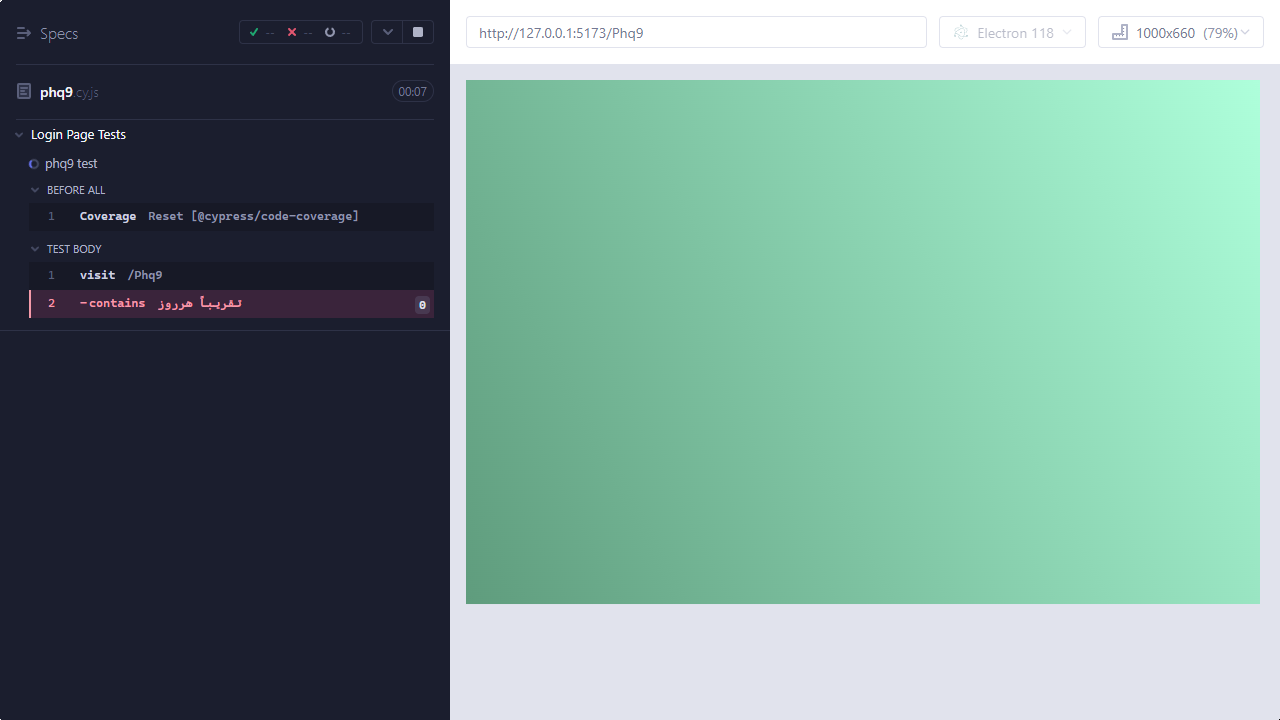 Specs
-- -- --
phq9.cy.js 00:07
Login Page Tests
phq9 test
BEFORE ALL
1 Coverage Reset [@cypress/code-coverage]
TEST BODY
1 visit /Phq9
2 -contains تقریباً هرروز 0
http://127.0.0.1:5173/Phq9
Electron 118
1000x660 (79%)